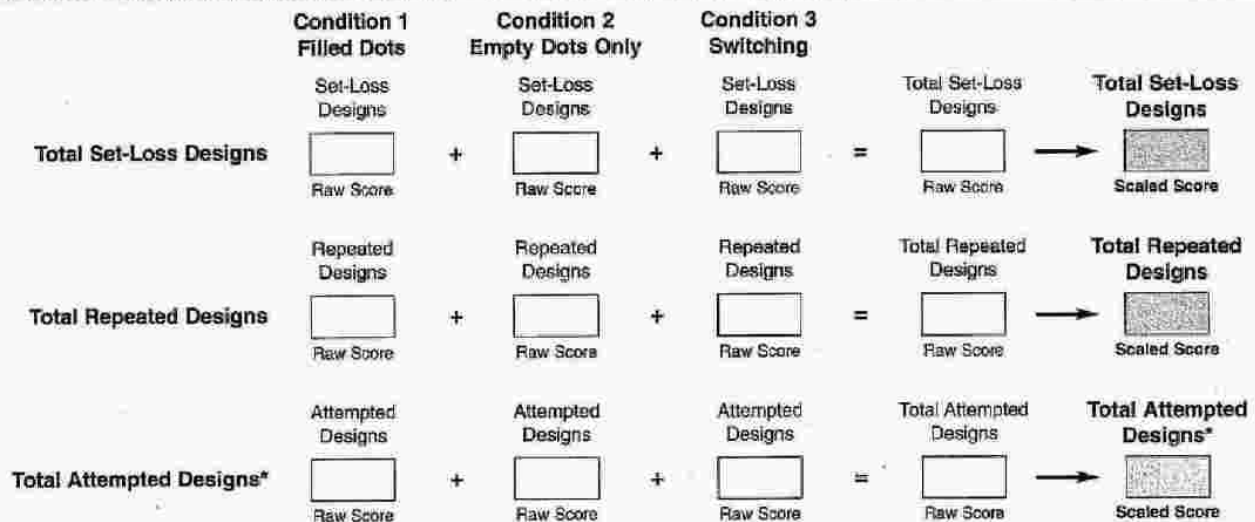 Condition 1 Condition 2 Condition 3
Filled Dots Empty Dots Only Switching
Set-Loss Set-Loss Set-Loss Total Set-Loss Total Set-Loss
Designs Designs Designs Designs Designs
Total Set-Loss Designs + + =
Raw Score Raw Score Raw Score Raw Score Scaled Score
Repeated Repeated Repeated Total Repeated Total Repeated
Designs Designs Designs Designs Designs
Total Repeated Designs + + =
Raw Score Raw Score Raw Score Raw Score Scaled Score
Attempted Attempted Attempted Total Attempted Total Attempted
Designs Designs Designs Designs Designs*
Total Attempted Designs* + + =
Raw Score Raw Score Raw Score Raw Score Scaled Score